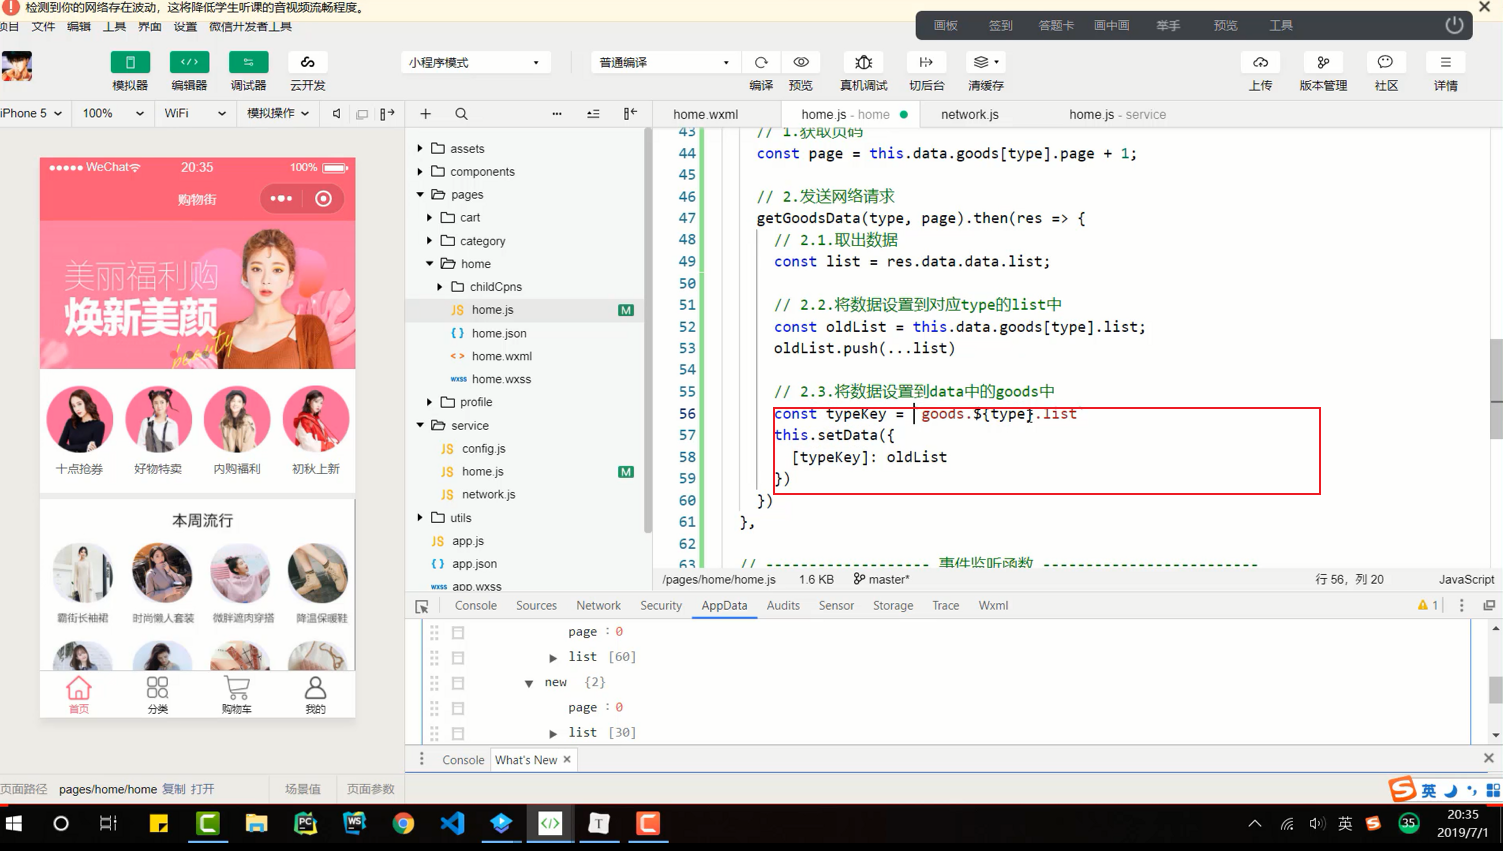 检测到你的网络存在波动，这将降低学生听课的音视频流畅程度。
项目 文件 编辑 工具 界面 设置 微信开发者工具
画板 签到 答题卡 画中画 举手 预览 工具
小程序模式 普通编译
模拟器 编辑器 调试器 云开发 编译 预览 真机调试 切后台 清缓存 上传 版本管理 社区 详情
iPhone 5 100% WiFi 模拟操作
home.wxml home.js - home network.js home.js - service
WeChat 20:35 100%
购物街
美丽福利购
焕新美颜
beauty
十点抢券 好物特卖 内购福利 初秋上新
本周流行
霸街长袖裙 时尚懒人套装 微胖遮肉穿搭 降温保暖鞋
首页 分类 购物车 我的
assets
components
pages
cart
category
home
childCpns
JS home.js M
{} home.json
<> home.wxml
wxss home.wxss
profile
service
JS config.js
JS home.js M
JS network.js
utils
JS app.js
{} app.json
wxss app.wxss
43 // 1.获取页码
44 const page = this.data.goods[type].page + 1;
45
46 // 2.发送网络请求
47 getGoodsData(type, page).then(res => {
48 // 2.1.取出数据
49 const list = res.data.data.list;
50
51 // 2.2.将数据设置到对应type的list中
52 const oldList = this.data.goods[type].list;
53 oldList.push(...list)
54
55 // 2.3.将数据设置到data中的goods中
56 const typeKey = `goods.${type}.list
57 this.setData({
58 [typeKey]: oldList
59 })
60 })
61 },
62
63 // ------------------- 事件监听函数 -------------------------
/pages/home/home.js 1.6 KB master* 行 56，列 20 JavaScript
Console Sources Network Security AppData Audits Sensor Storage Trace Wxml 1
page : 0
list [60]
new {2}
page : 0
list [30]
Console What's New
页面路径 pages/home/home 复制 打开 场景值 页面参数
英
英 35 20:35
2019/7/1